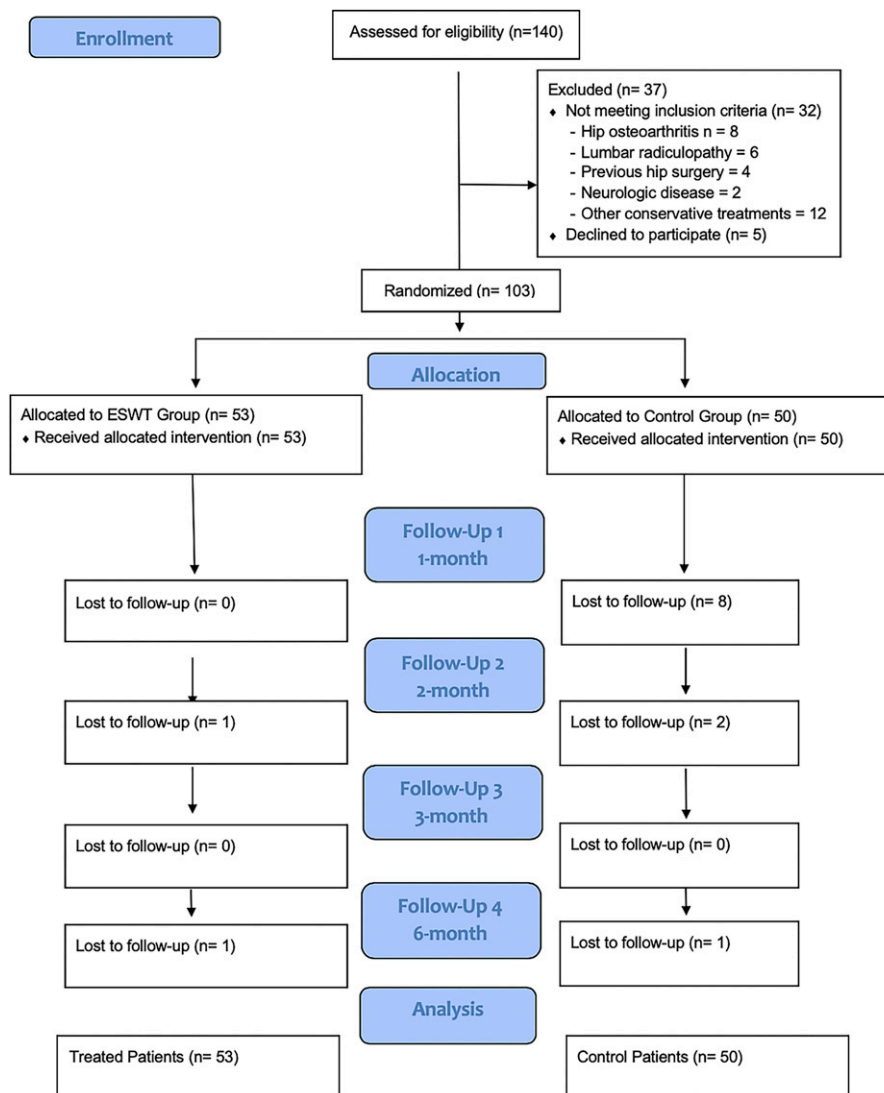 Enrollment
Assessed for eligibility (n=140)
Excluded (n= 37)
♦ Not meeting inclusion criteria (n= 32)
- Hip osteoarthritis n = 8
- Lumbar radiculopathy = 6
- Previous hip surgery = 4
- Neurologic disease = 2
- Other conservative treatments = 12
♦ Declined to participate (n= 5)
Randomized (n= 103)
Allocation
Allocated to ESWT Group (n= 53)
♦ Received allocated intervention (n= 53)
Allocated to Control Group (n= 50)
♦ Received allocated intervention (n= 50)
Follow-Up 1
1-month
Lost to follow-up (n= 0)
Lost to follow-up (n= 8)
Follow-Up 2
2-month
Lost to follow-up (n= 1)
Lost to follow-up (n= 2)
Follow-Up 3
3-month
Lost to follow-up (n= 0)
Lost to follow-up (n= 0)
Follow-Up 4
6-month
Lost to follow-up (n= 1)
Lost to follow-up (n= 1)
Analysis
Treated Patients (n= 53)
Control Patients (n= 50)